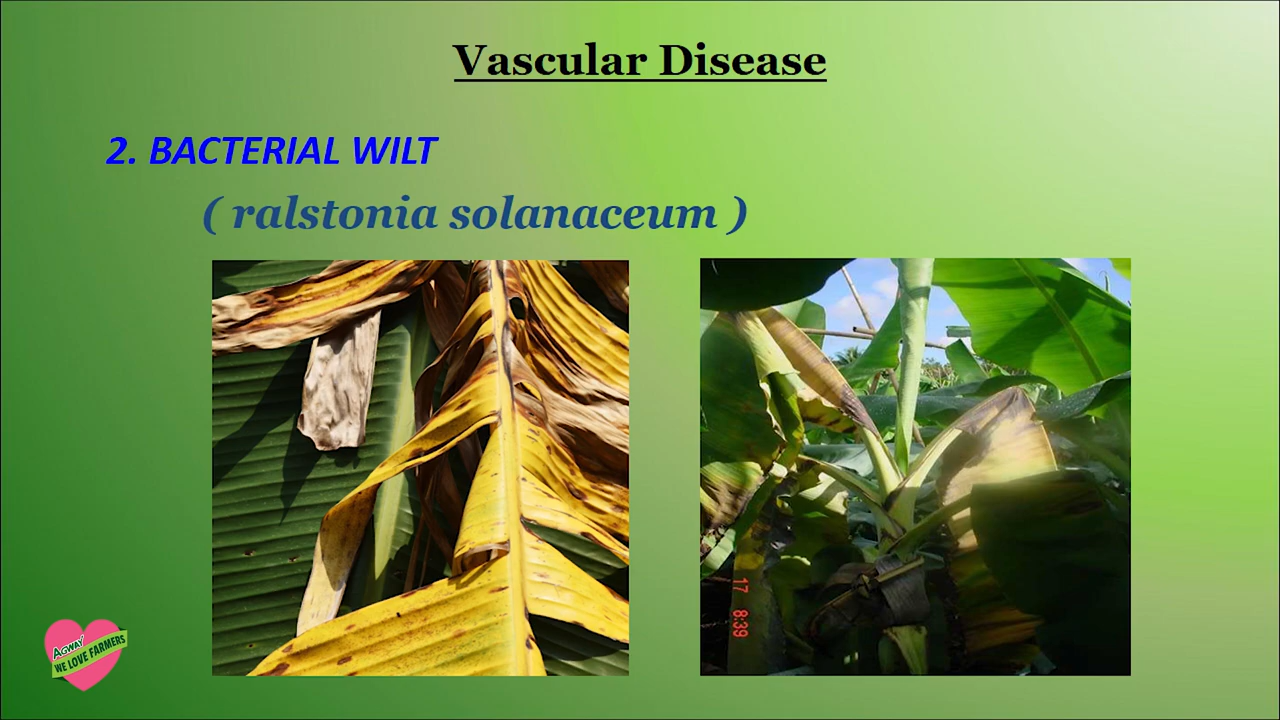 Vascular Disease
2. BACTERIAL WILT
( ralstonia solanaceum )
17 8:39
AGWAY
WE LOVE FARMERS